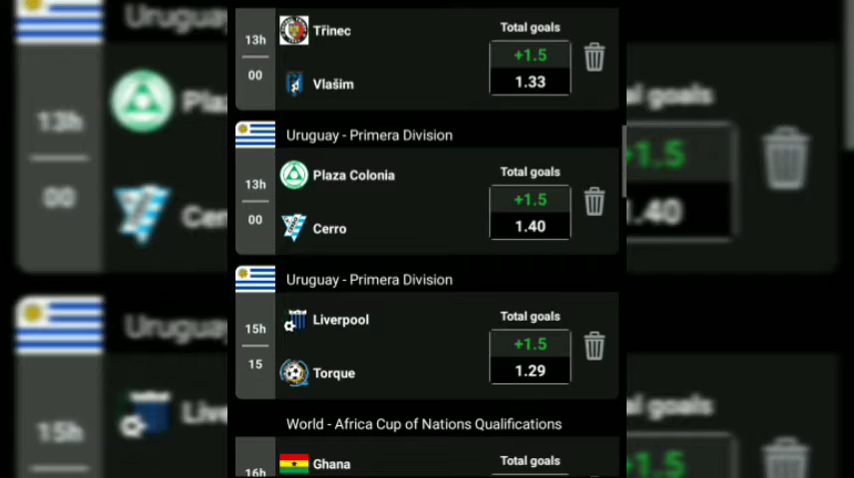 Třinec
Total goals
13h
00
+1.5
1.33
Vlašim
Uruguay - Primera Division
Plaza Colonia
Total goals
13h
00
+1.5
1.40
Cerro
Uruguay - Primera Division
Liverpool
Total goals
15h
15
+1.5
1.29
Torque
World - Africa Cup of Nations Qualifications
Ghana
Total goals
16h